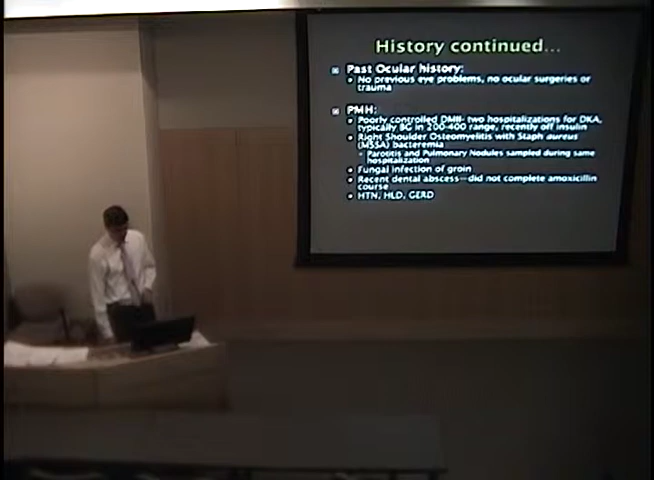 History continued...
Past Ocular history:
No previous eye problems, no ocular surgeries or
trauma
PMH:
Poorly controlled DMII- two hospitalizations for DKA,
typically BG in 200-400 range, recently off insulin
Right Shoulder Osteomyelitis with Staph aureus
(MSSA) bacteremia
Parotitis and Pulmonary Nodules sampled during same
hospitalization
Fungal infection of groin
Recent dental abscess—did not complete amoxicillin
course
HTN, HLD, GERD